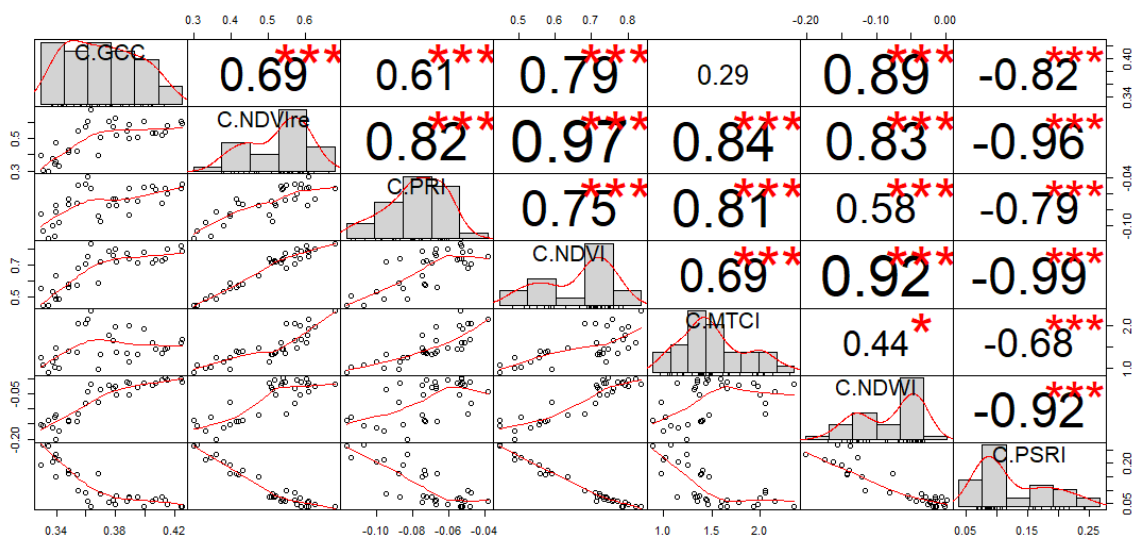 0.3 0.4 0.5 0.6 0.5 0.6 0.7 0.8 -0.20 -0.10 0.00
C.GCC 0.69 *** 0.61 *** 0.79 *** 0.29 0.89 *** -0.82 *** 0.34 0.40
0.3 0.5 C.NDVIre 0.82 *** 0.97 *** 0.84 *** 0.83 *** -0.96 ***
C.PRI 0.75 *** 0.81 *** 0.58 *** -0.79 *** -0.10 -0.04
0.5 0.7 C.NDVI 0.69 *** 0.92 *** -0.99 ***
C.MTCI 0.44 * -0.68 *** 1.0 2.0
-0.20 -0.05 C.NDWI -0.92 ***
C.PSRI 0.05 0.20
0.34 0.38 0.42 -0.10 -0.08 -0.06 -0.04 1.0 1.5 2.0 0.05 0.15 0.25